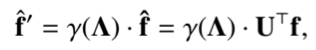 f̂′ = γ(Λ) · f̂ = γ(Λ) · U⊤f,